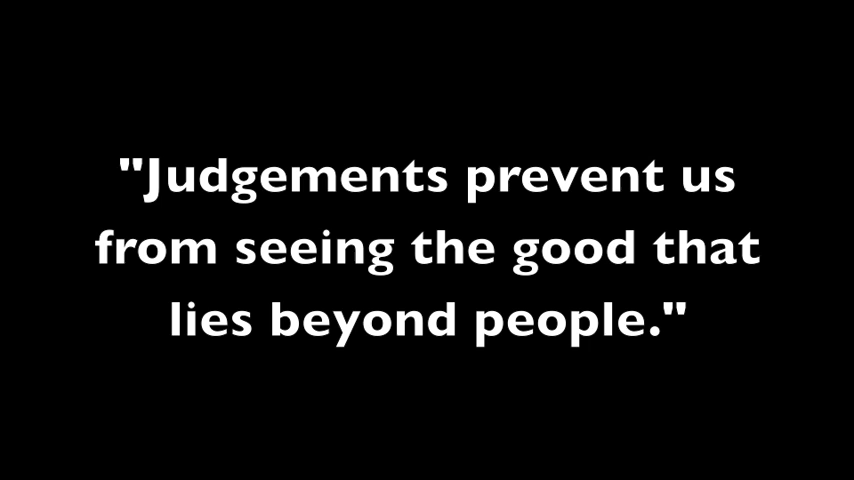 "Judgements prevent us
from seeing the good that
lies beyond people."